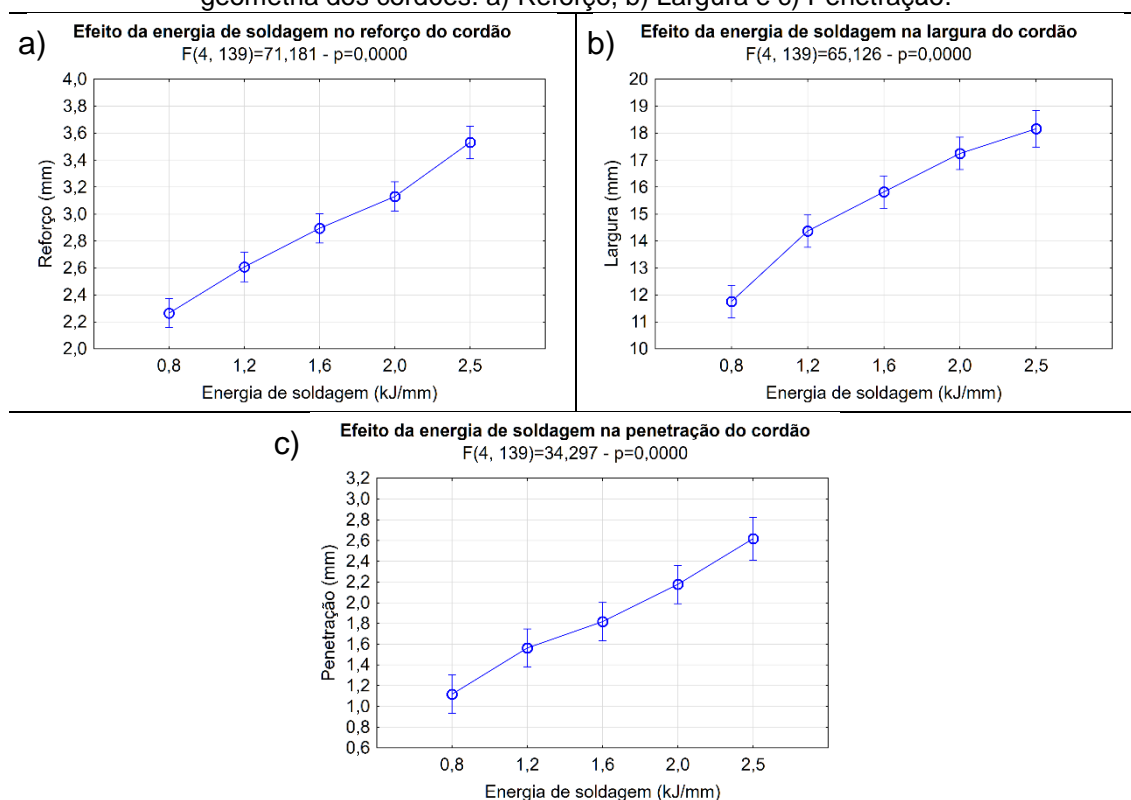 geometria dos cordões: a) Reforço, b) Largura e c) Penetração.
a)
Efeito da energia de soldagem no reforço do cordão
F(4, 139)=71,181 - p=0,0000
4,0
3,8
3,6
3,4
3,2
3,0
2,8
2,6
2,4
2,2
2,0
Reforço (mm)
0,8 1,2 1,6 2,0 2,5
Energia de soldagem (kJ/mm)
b)
Efeito da energia de soldagem na largura do cordão
F(4, 139)=65,126 - p=0,0000
20
19
18
17
16
15
14
13
12
11
10
Largura (mm)
0,8 1,2 1,6 2,0 2,5
Energia de soldagem (kJ/mm)
c)
Efeito da energia de soldagem na penetração do cordão
F(4, 139)=34,297 - p=0,0000
3,2
3,0
2,8
2,6
2,4
2,2
2,0
1,8
1,6
1,4
1,2
1,0
0,8
0,6
Penetração (mm)
0,8 1,2 1,6 2,0 2,5
Energia de soldagem (kJ/mm)